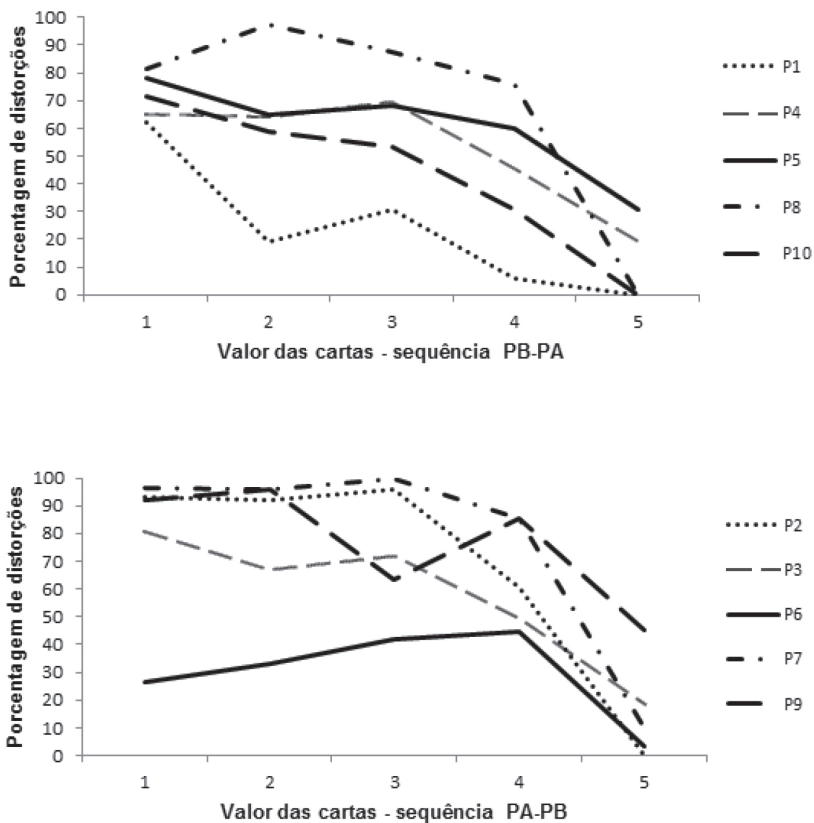 Porcentagem de distorções
100
90
80
70
60
50
40
30
20
10
0
1 2 3 4 5
Valor das cartas - sequência PB-PA
P1
P4
P5
P8
P10
Porcentagem de distorções
100
90
80
70
60
50
40
30
20
10
0
1 2 3 4 5
Valor das cartas - sequência PA-PB
P2
P3
P6
P7
P9